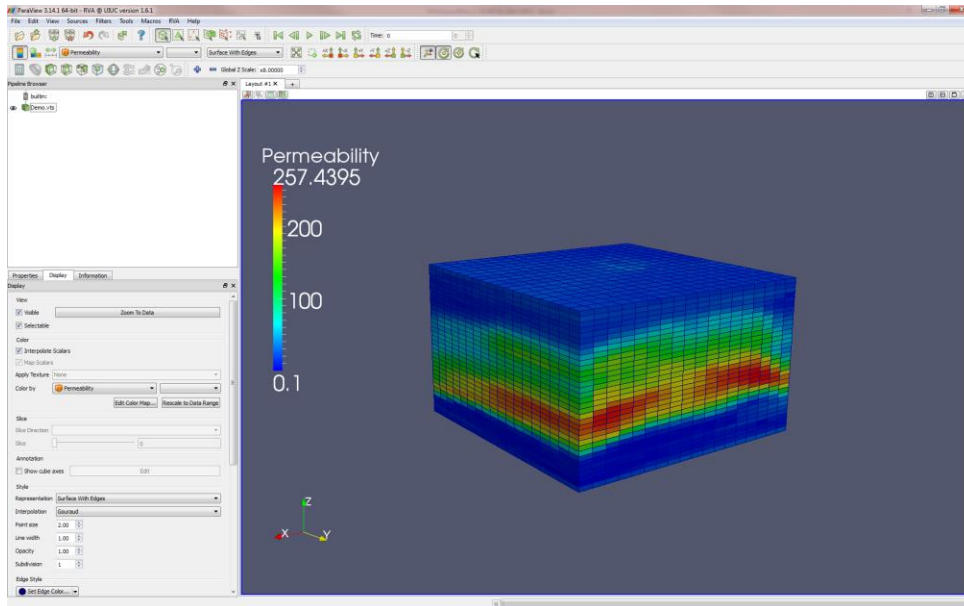 ParaView 3.14.1 64-bit - RVA @ UIUC version 1.6.1
File Edit View Sources Filters Tools Macros RVA Help
Time: 0
Permeability Surface With Edges
Global Z Scale: x8.00000
Pipeline Browser
Layout #1
builtin:
Demo.vts
Properties Display Information
Display
View
Visible Zoom To Data
Selectable
Color
Interpolate Scalars
Map Scalars
Apply Texture None
Color by Permeability
Edit Color Map... Rescale to Data Range
Slice
Slice Direction
Slice 0
Annotation
Show cube axes Edit
Style
Representation Surface With Edges
Interpolation Gouraud
Point size 2.00
Line width 1.00
Opacity 1.00
Subdivision 1
Edge Style
Set Edge Color...
Permeability
257.4395
200
100
0.1
Z
X
Y